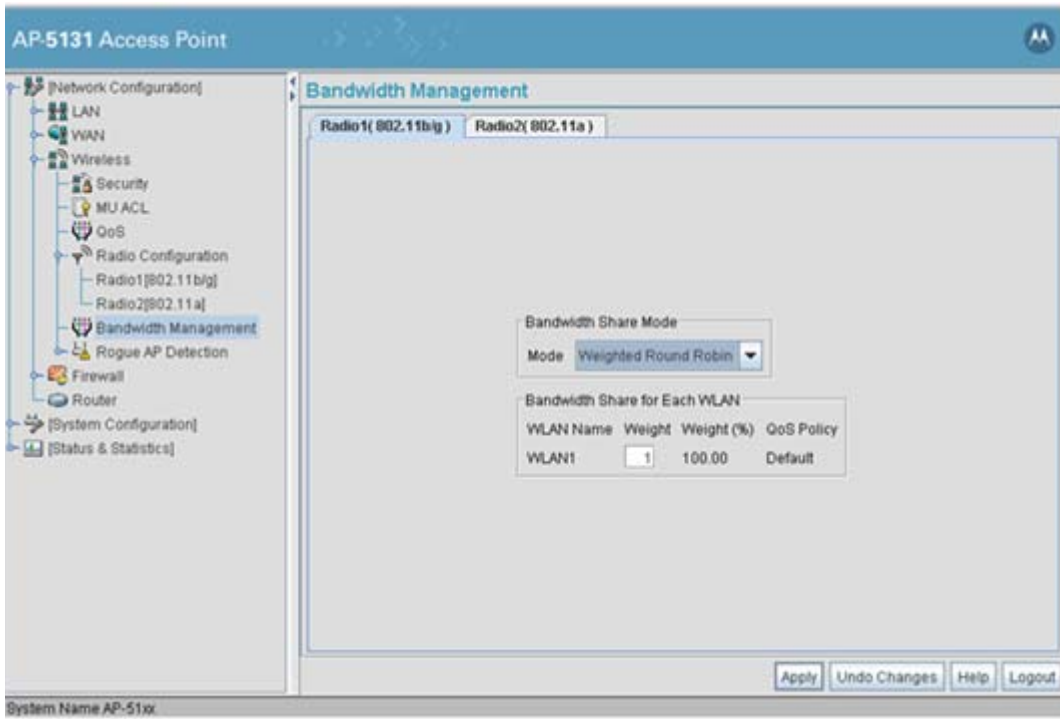 AP-5131 Access Point
[Network Configuration]
LAN
WAN
Wireless
Security
MU ACL
QoS
Radio Configuration
Radio1[802.11b/g]
Radio2[802.11a]
Bandwidth Management
Rogue AP Detection
Firewall
Router
[System Configuration]
[Status & Statistics]
Bandwidth Management
Radio1( 802.11b/g ) Radio2( 802.11a )
Bandwidth Share Mode
Mode Weighted Round Robin
Bandwidth Share for Each WLAN
WLAN Name Weight Weight (%) QoS Policy
WLAN1 1 100.00 Default
Apply Undo Changes Help Logout
System Name AP-51xx